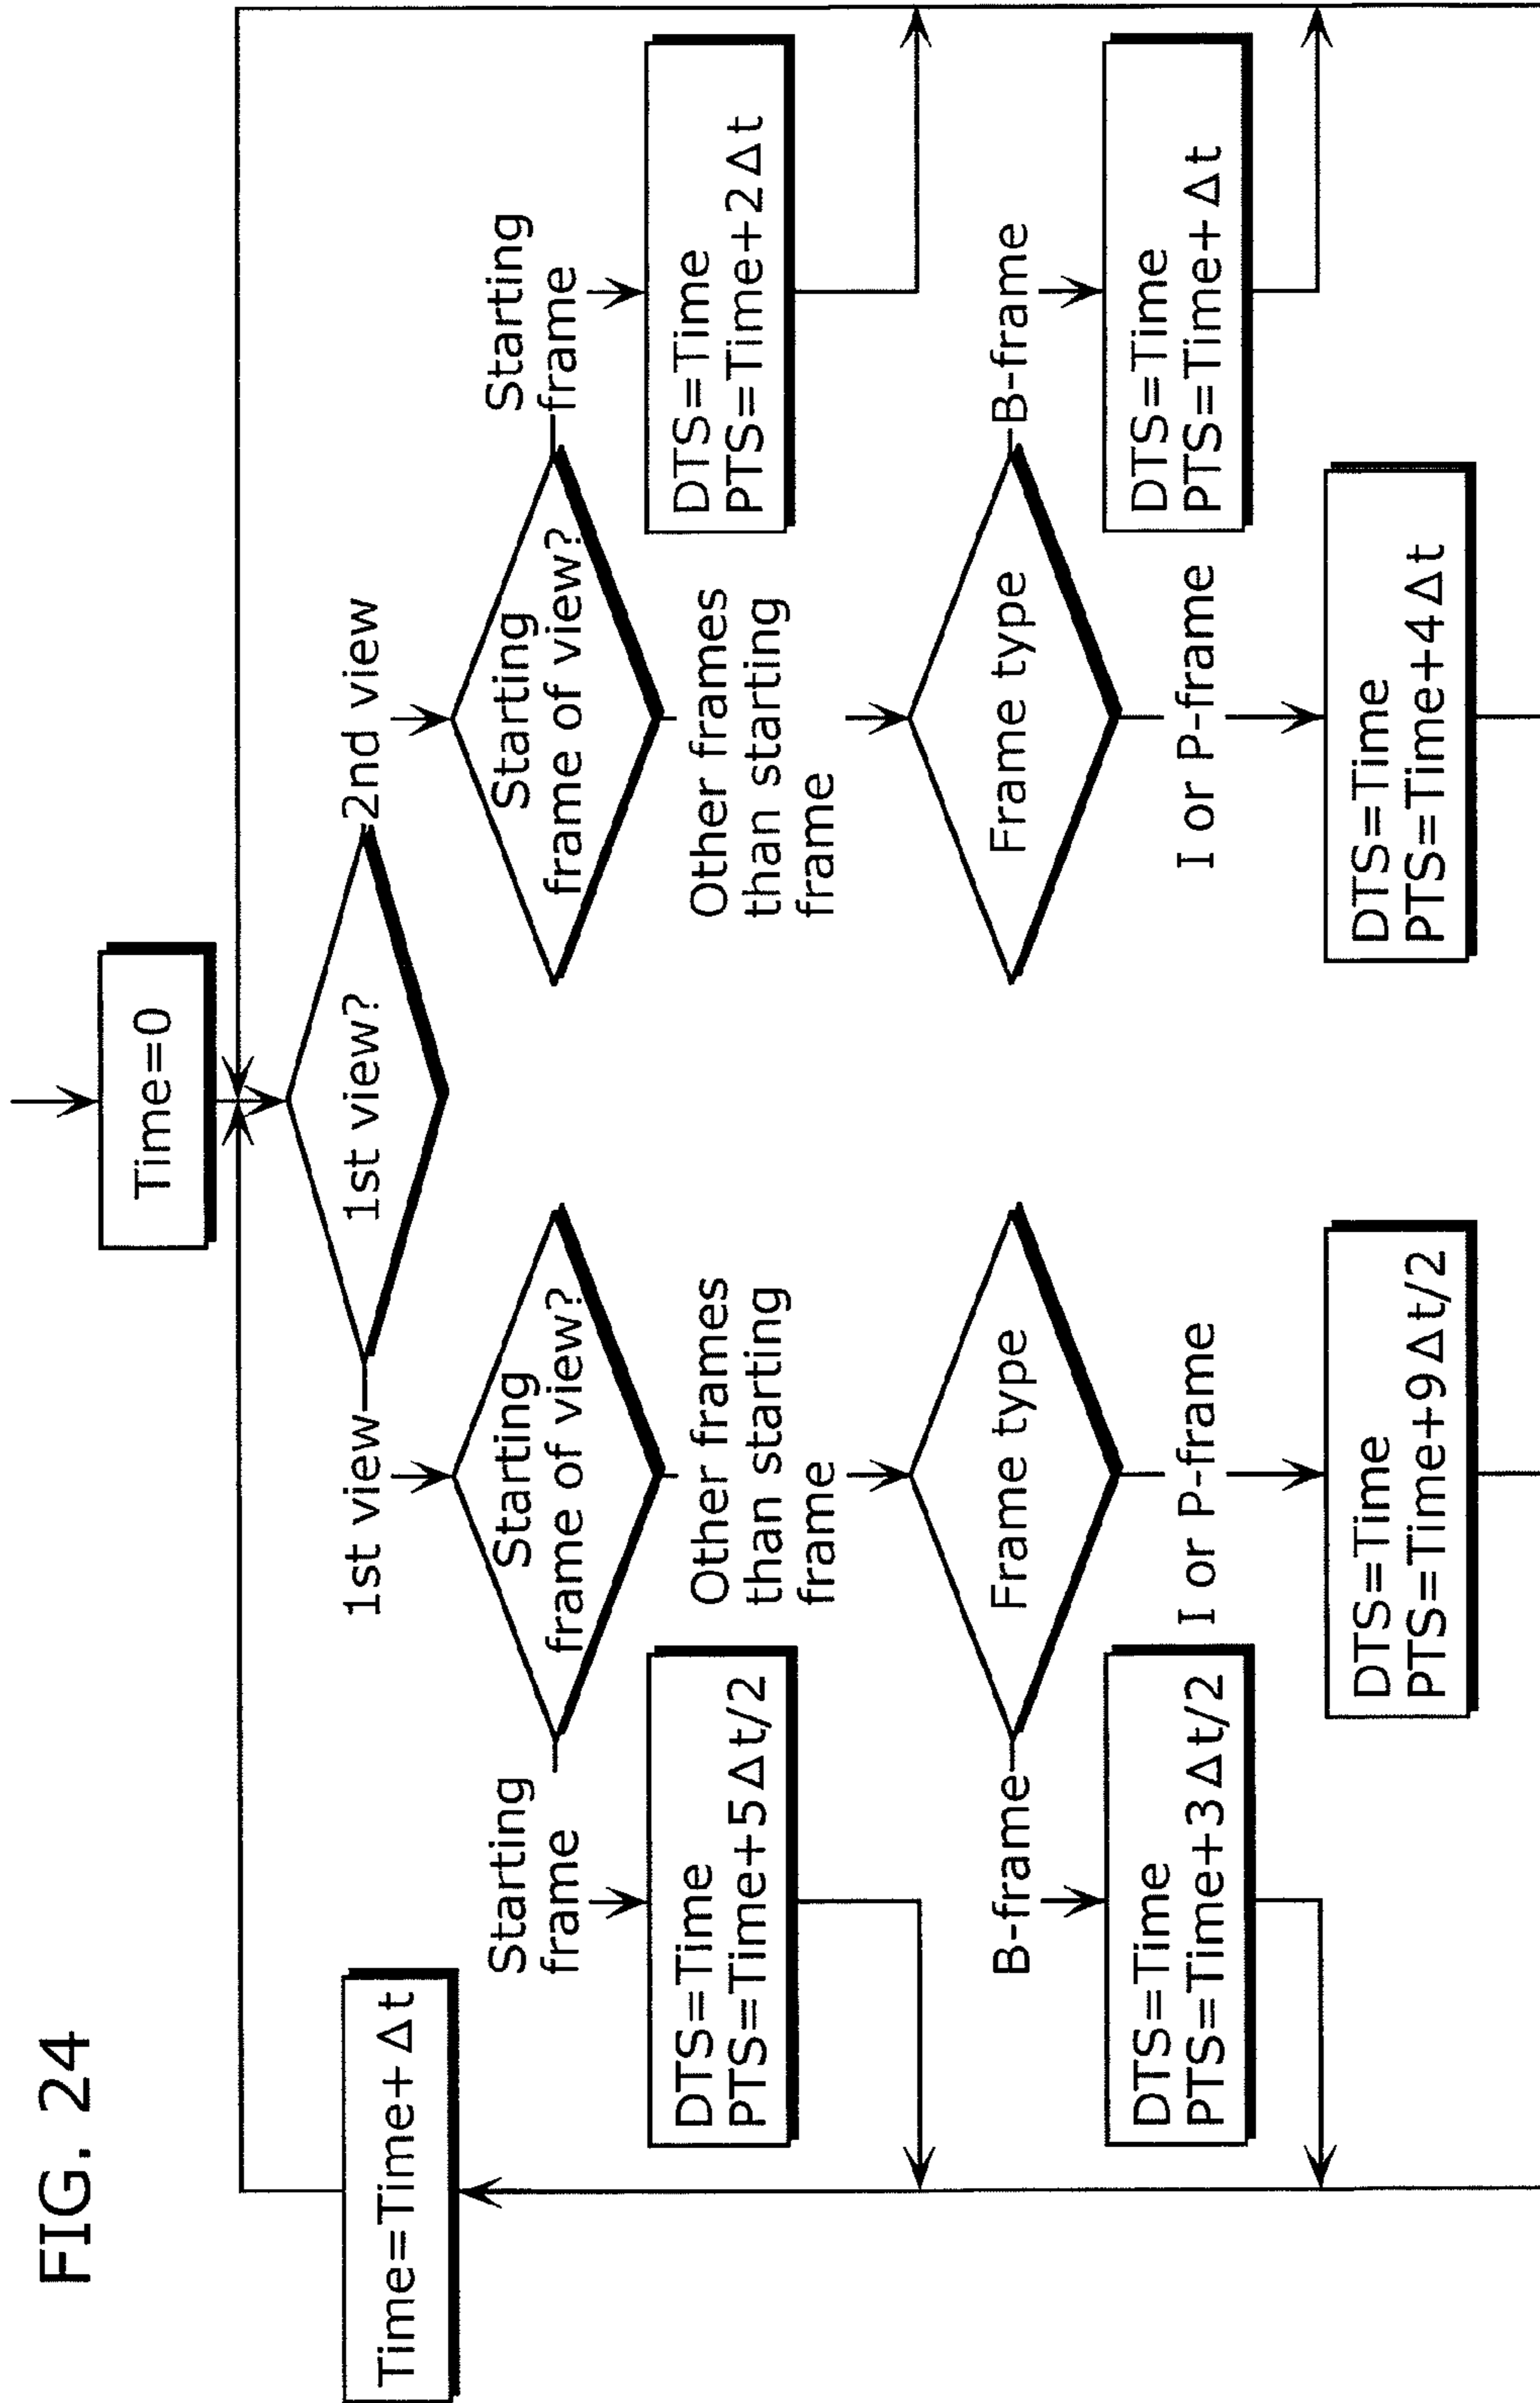 FIG. 24
Time=0
Time=Time+Δt
1st view
1st view?
2nd view
Starting
frame
Starting
frame of view?
Starting
frame of view?
Starting
frame
DTS=Time
PTS=Time+5Δt/2
Other frames
than starting
frame
Other frames
than starting
frame
DTS=Time
PTS=Time+2Δt
B-frame
Frame type
Frame type
B-frame
DTS=Time
PTS=Time+3Δt/2
I or P-frame
I or P-frame
DTS=Time
PTS=Time+Δt
DTS=Time
PTS=Time+9Δt/2
DTS=Time
PTS=Time+4Δt